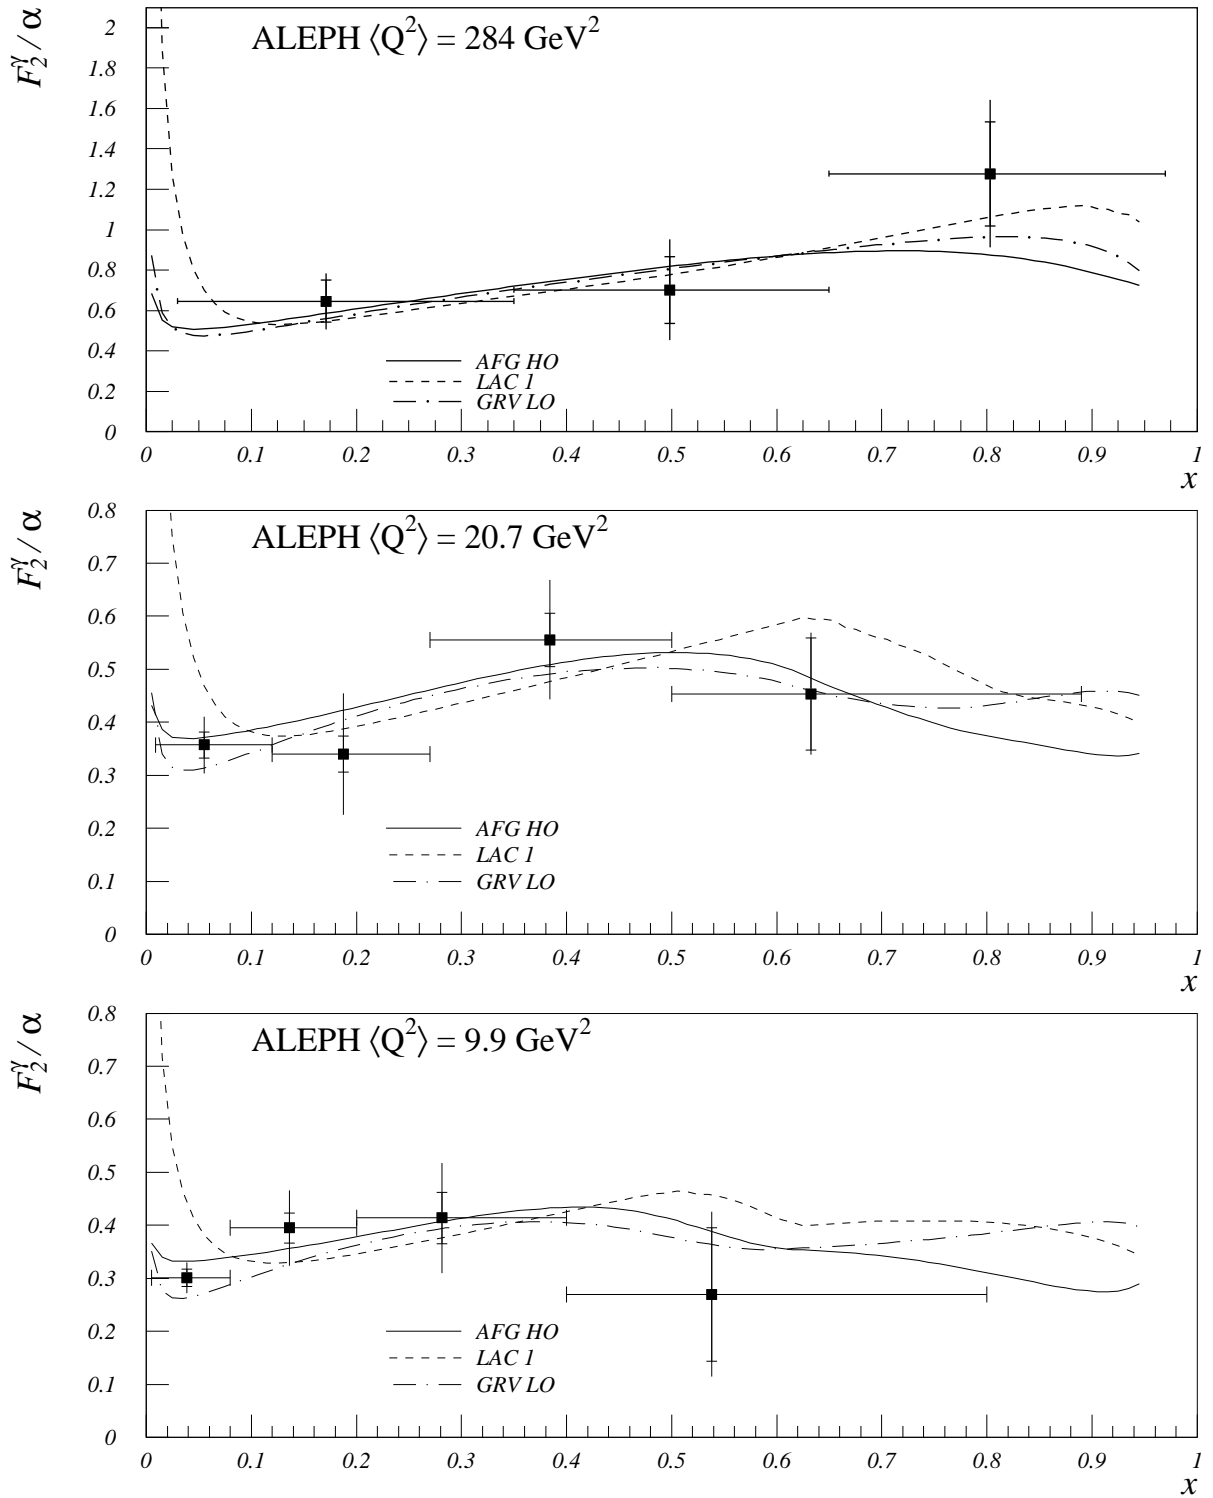 ALEPH ⟨Q²⟩ = 284 GeV²
F₂^γ / α
2
1.8
1.6
1.4
1.2
1
0.8
0.6
0.4
0.2
0
AFG HO
LAC 1
GRV LO
0 0.1 0.2 0.3 0.4 0.5 0.6 0.7 0.8 0.9 1
x
ALEPH ⟨Q²⟩ = 20.7 GeV²
F₂^γ / α
0.8
0.7
0.6
0.5
0.4
0.3
0.2
0.1
0
AFG HO
LAC 1
GRV LO
0 0.1 0.2 0.3 0.4 0.5 0.6 0.7 0.8 0.9 1
x
ALEPH ⟨Q²⟩ = 9.9 GeV²
F₂^γ / α
0.8
0.7
0.6
0.5
0.4
0.3
0.2
0.1
0
AFG HO
LAC 1
GRV LO
0 0.1 0.2 0.3 0.4 0.5 0.6 0.7 0.8 0.9 1
x